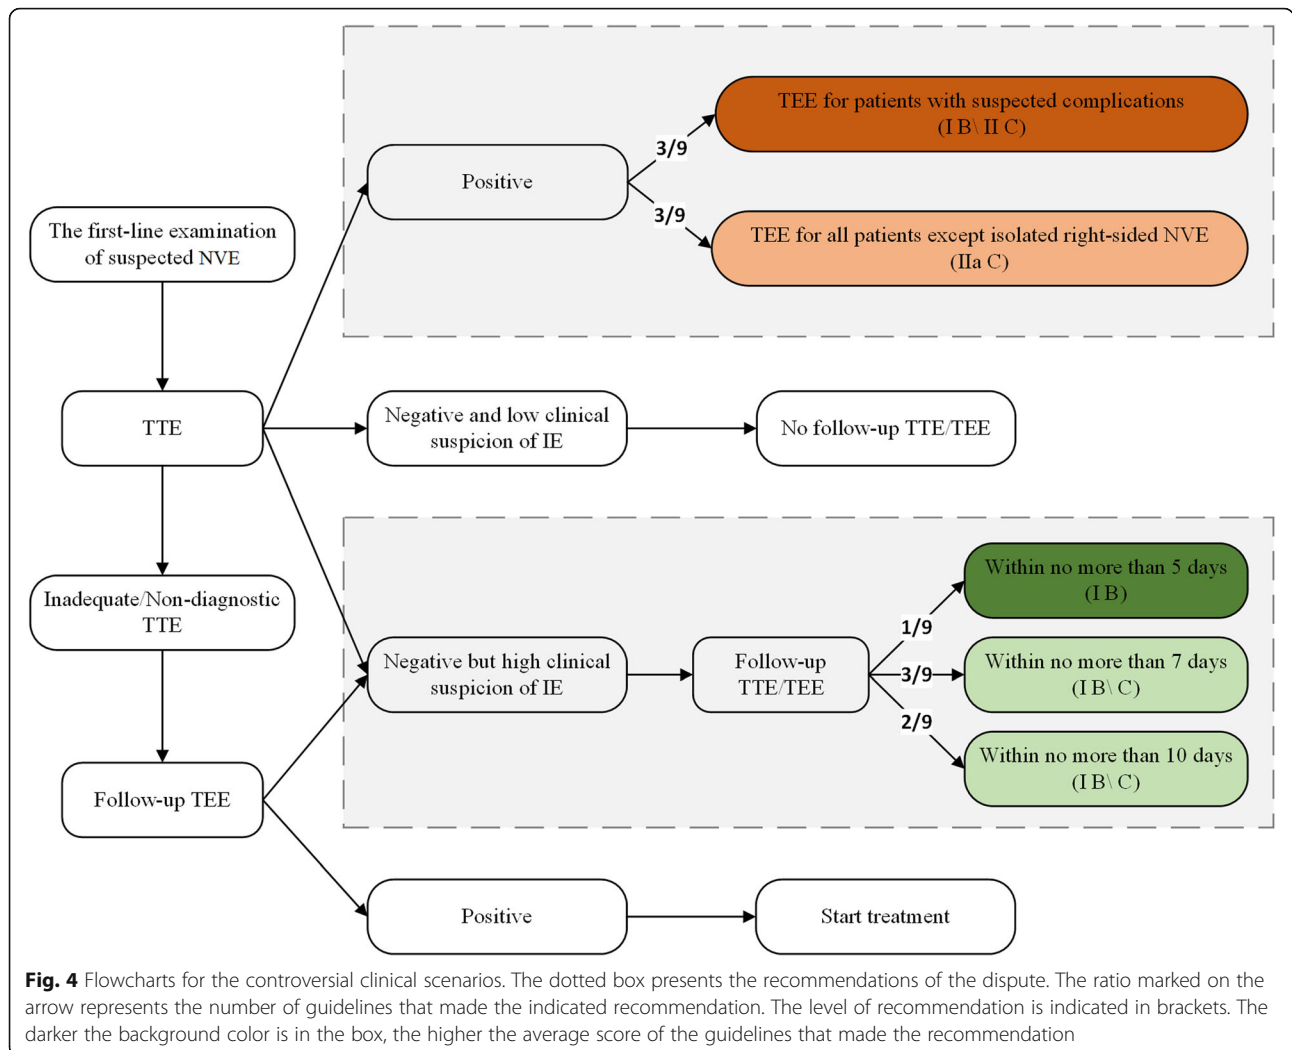 TEE for patients with suspected complications
(I B\ II C)
3/9
Positive
3/9
TEE for all patients except isolated right-sided NVE
(IIa C)
The first-line examination
of suspected NVE
TTE
Negative and low clinical
suspicion of IE
No follow-up TTE/TEE
Inadequate/Non-diagnostic
TTE
Negative but high clinical
suspicion of IE
Follow-up
TTE/TEE
1/9
3/9
2/9
Within no more than 5 days
(I B)
Within no more than 7 days
(I B\ C)
Within no more than 10 days
(I B\ C)
Follow-up TEE
Positive
Start treatment
Fig. 4 Flowcharts for the controversial clinical scenarios. The dotted box presents the recommendations of the dispute. The ratio marked on the
arrow represents the number of guidelines that made the indicated recommendation. The level of recommendation is indicated in brackets. The
darker the background color is in the box, the higher the average score of the guidelines that made the recommendation